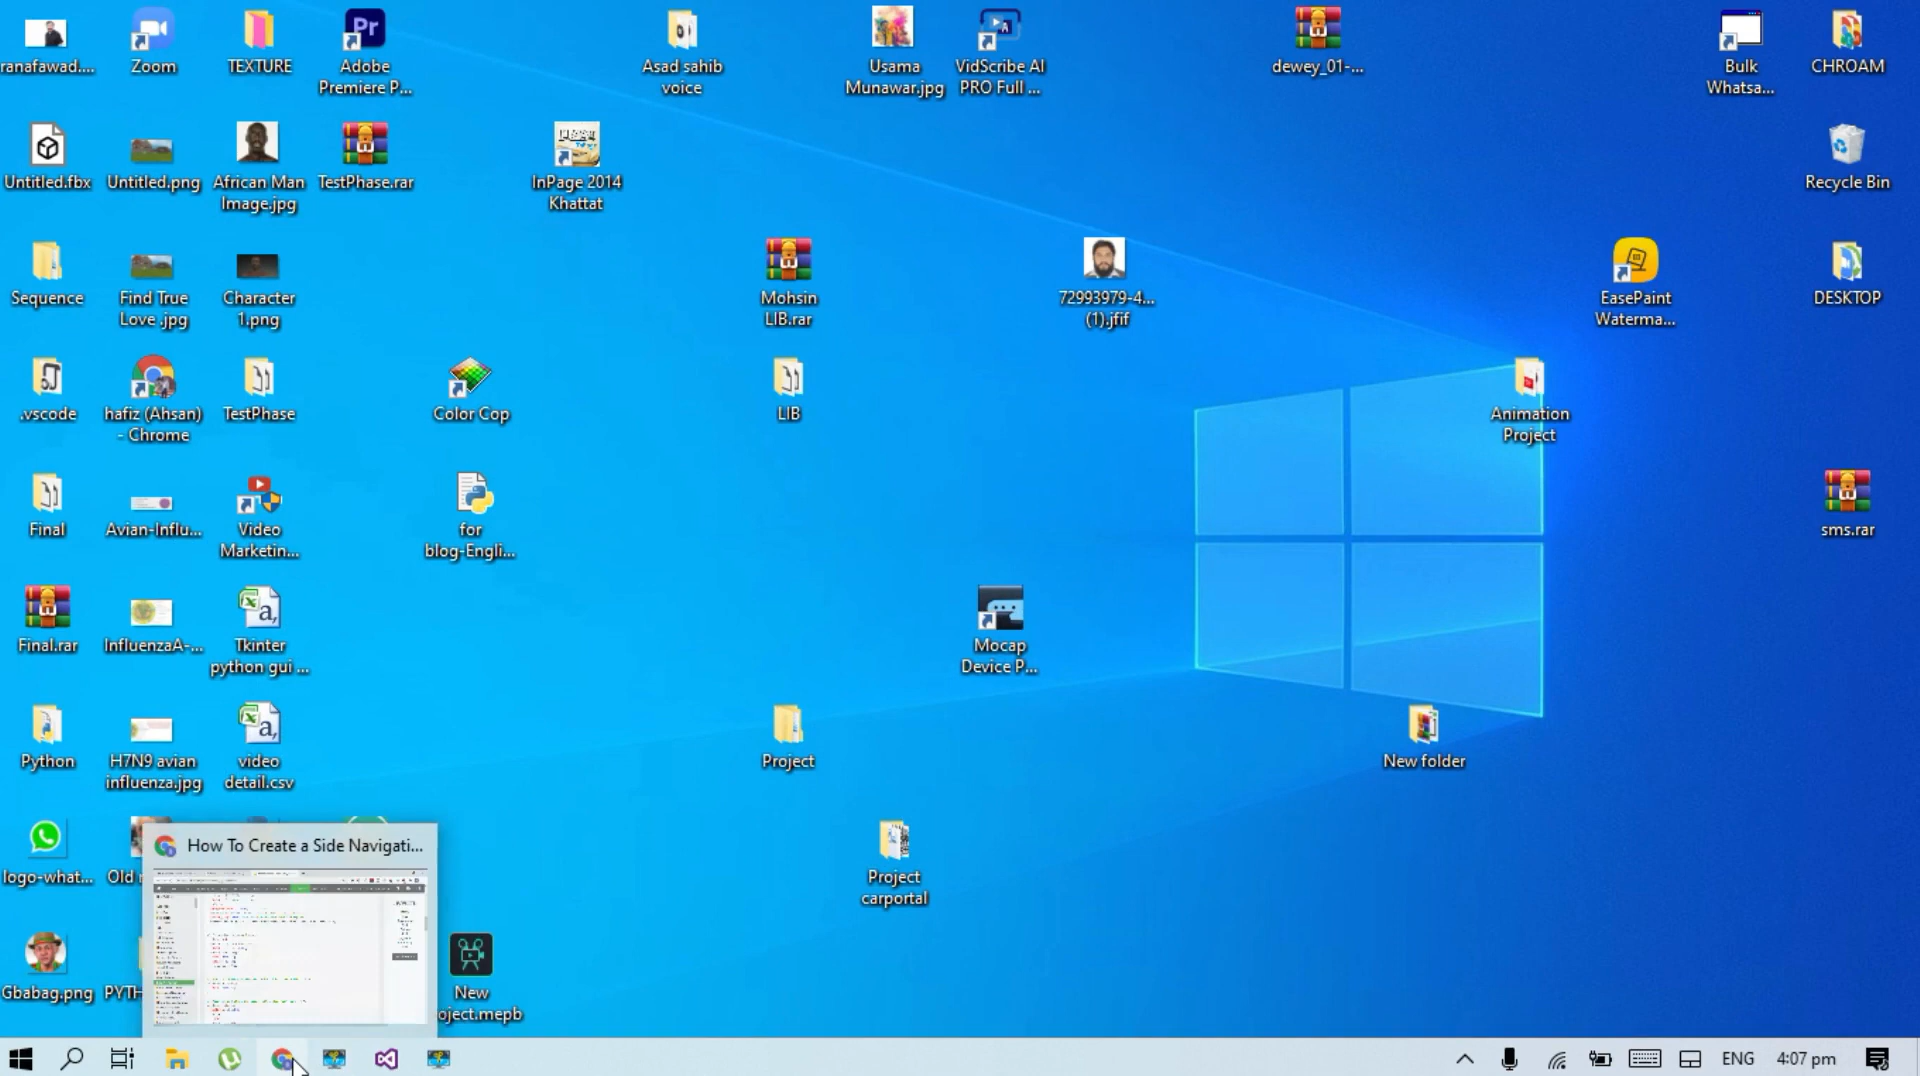 ranafawad....
Zoom
TEXTURE
Adobe
Premiere P...
Asad sahib
voice
Usama
Munawar.jpg
VidScribe AI
PRO Full ...
dewey_01-...
Bulk
Whatsa...
CHROAM
Untitled.fbx
Untitled.png
African Man
Image.jpg
TestPhase.rar
InPage 2014
Khattat
Recycle Bin
Sequence
Find True
Love .jpg
Character
1.png
Mohsin
LIB.rar
72993979-4...
(1).jfif
EasePaint
Waterma...
DESKTOP
.vscode
hafiz (Ahsan)
- Chrome
TestPhase
Color Cop
LIB
Animation
Project
Final
Avian-Influ...
Video
Marketin...
for
blog-Engli...
sms.rar
Final.rar
InfluenzaA-...
Tkinter
python gui ...
Mocap
Device P...
Python
H7N9 avian
influenza.jpg
video
detail.csv
Project
New folder
How To Create a Side Navigati...
logo-what...
Old
Project
carportal
Gbabag.png
PYTH
New
oject.mepb
ENG
4:07 pm